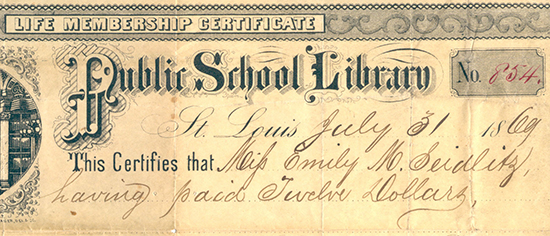 LIFE MEMBERSHIP CERTIFICATE
Public School Library
No. 854.
St. Louis July 31 1869
This Certifies that Miss Emily M. Seidlitz,
having paid Twelve Dollars,